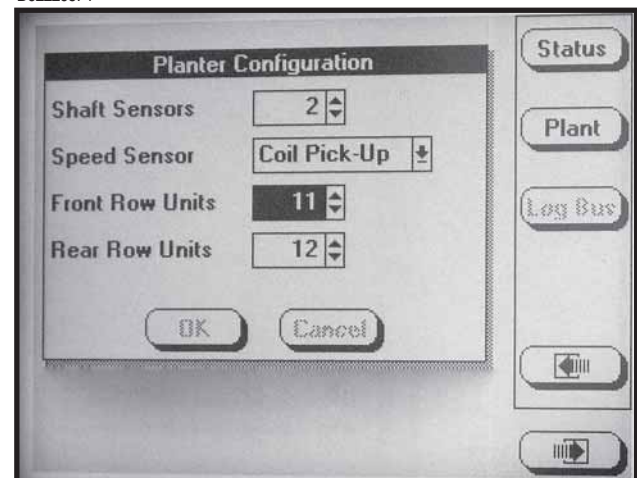 Planter Configuration
Shaft Sensors 2
Speed Sensor Coil Pick-Up
Front Row Units 11
Rear Row Units 12
OK Cancel
Status
Plant
Log Bus